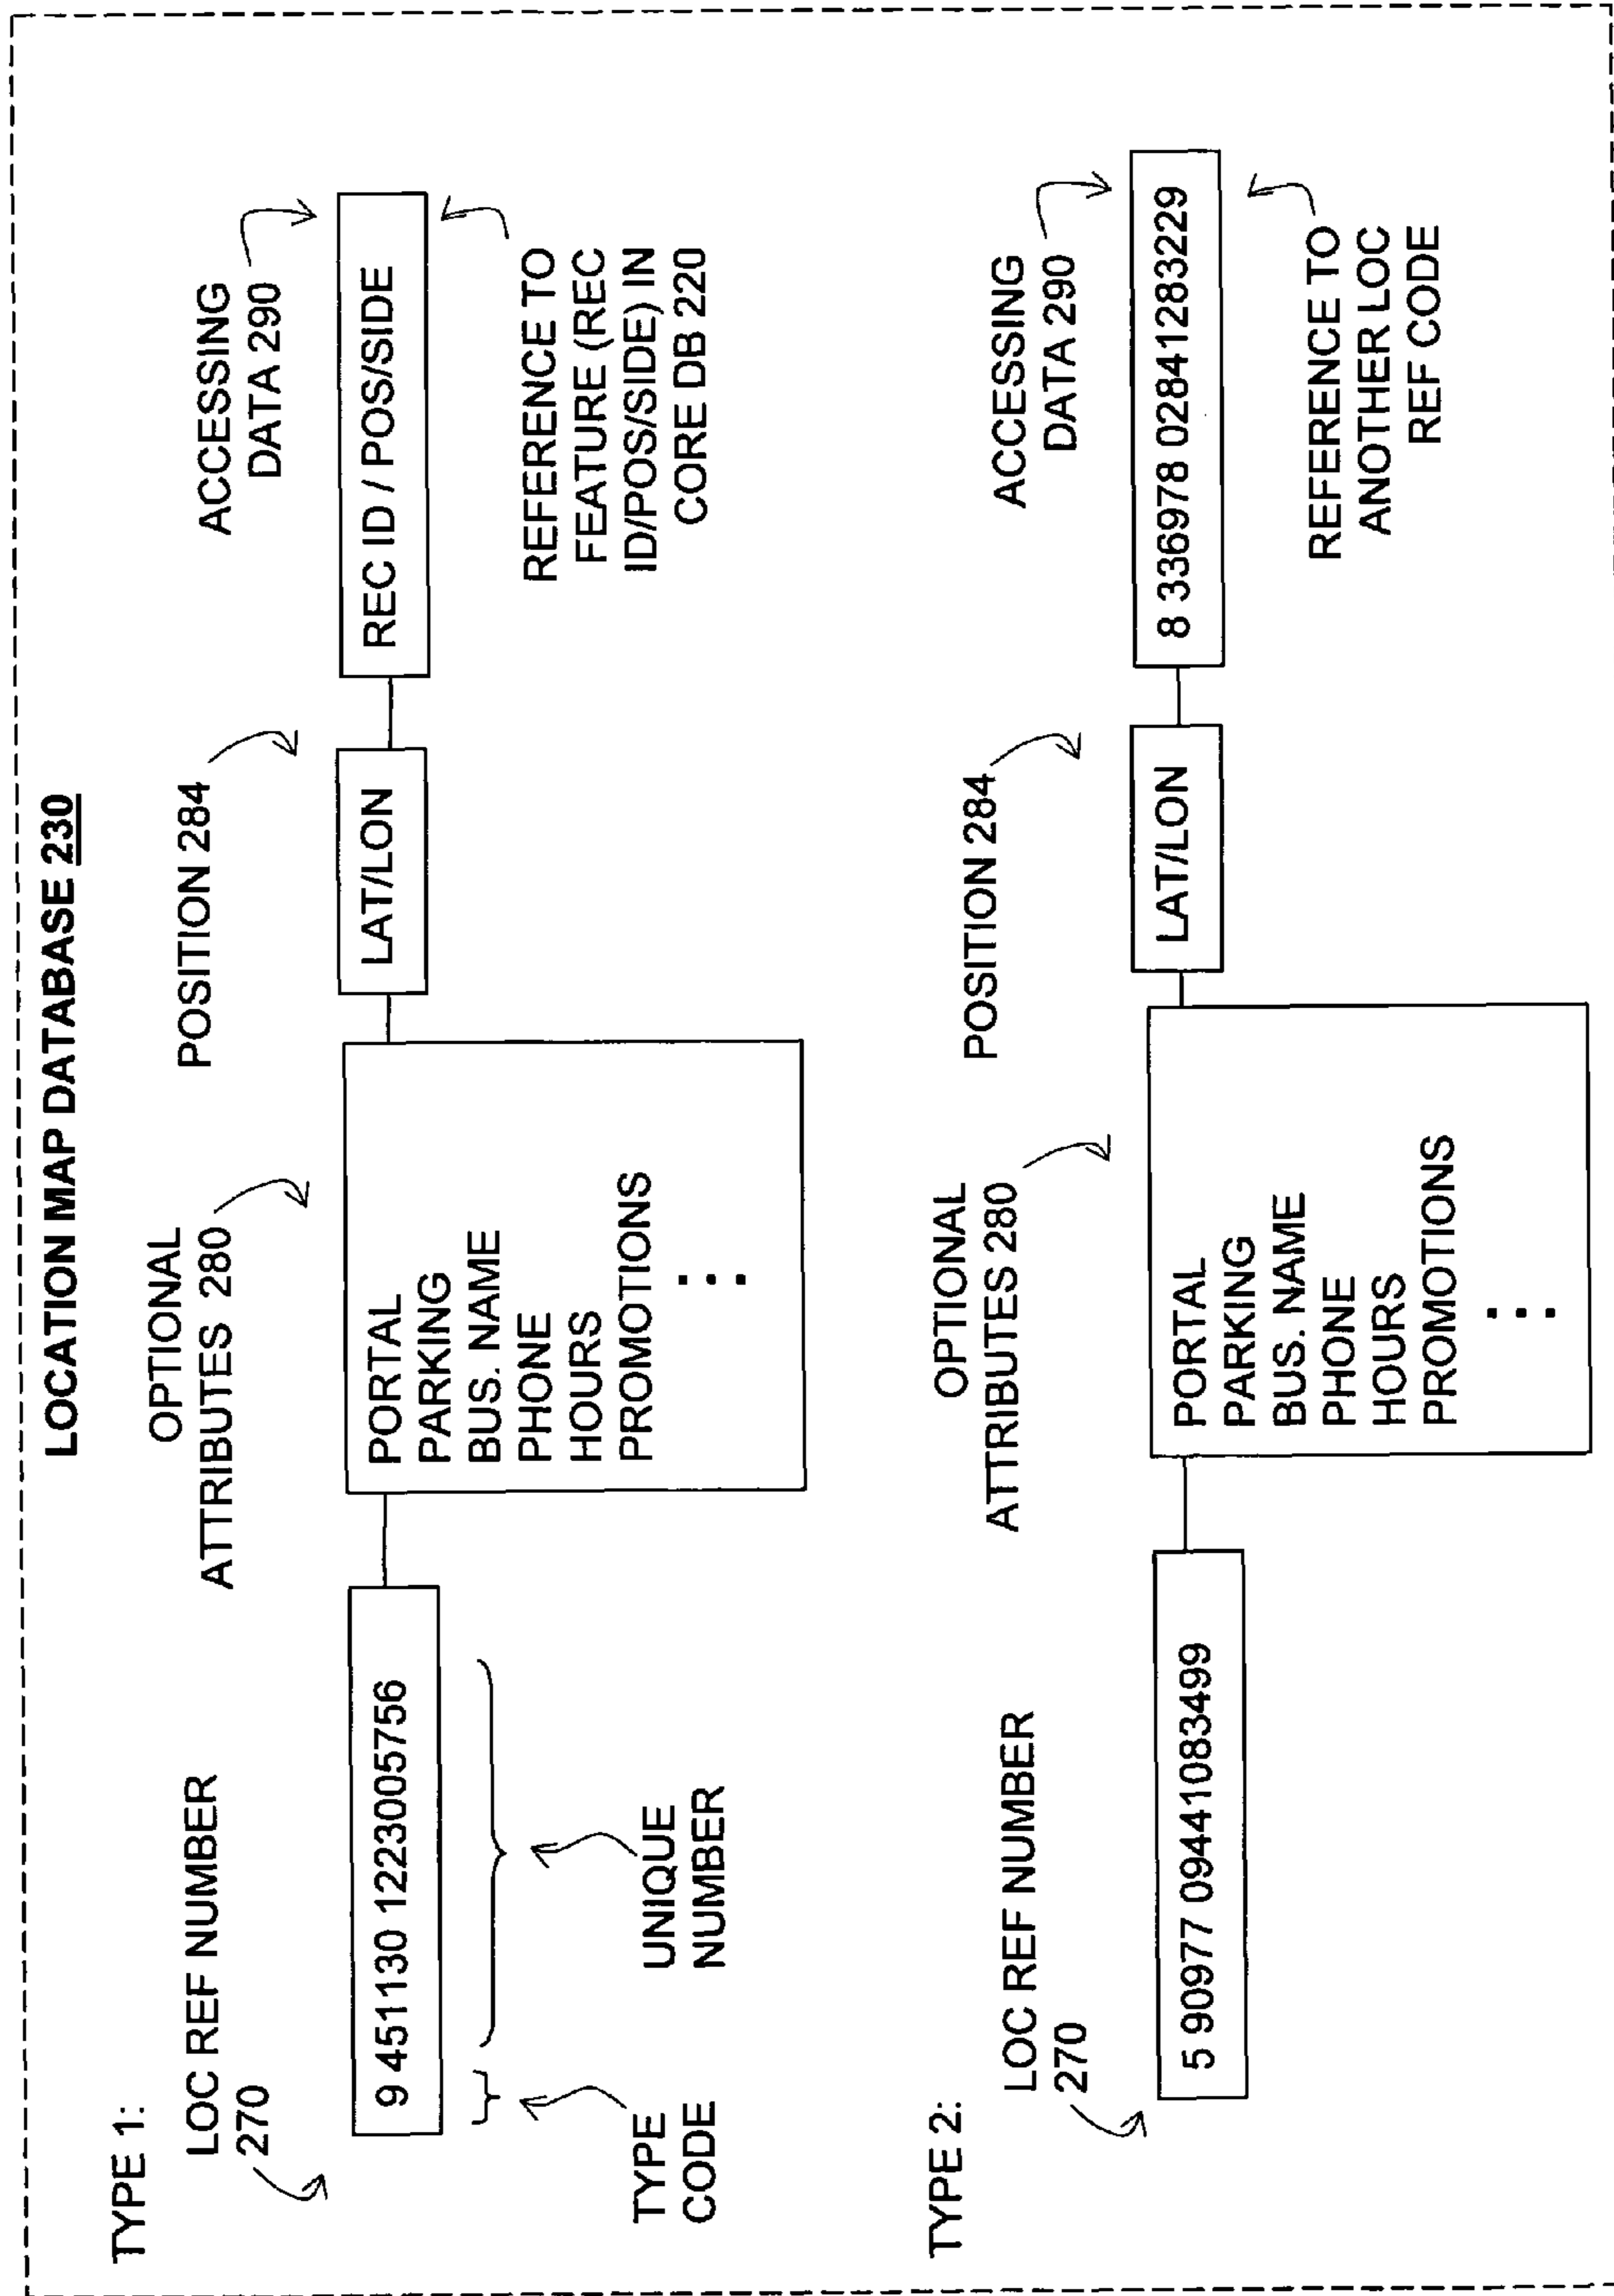 LOCATION MAP DATABASE 230
TYPE 1:
LOC REF NUMBER
270
9 451130 1223005756
TYPE
CODE
UNIQUE
NUMBER
OPTIONAL
ATTRIBUTES 280
PORTAL
PARKING
BUS. NAME
PHONE
HOURS
PROMOTIONS
POSITION 284
LAT/LON
ACCESSING
DATA 290
REC ID / POS/SIDE
REFERENCE TO
FEATURE (REC
ID/POS/SIDE) IN
CORE DB 220
TYPE 2:
LOC REF NUMBER
270
5 90977 09441083499
OPTIONAL
ATTRIBUTES 280
PORTAL
PARKING
BUS. NAME
PHONE
HOURS
PROMOTIONS
POSITION 284
LAT/LON
ACCESSING
DATA 290
8 336978 02841283229
REFERENCE TO
ANOTHER LOC
REF CODE